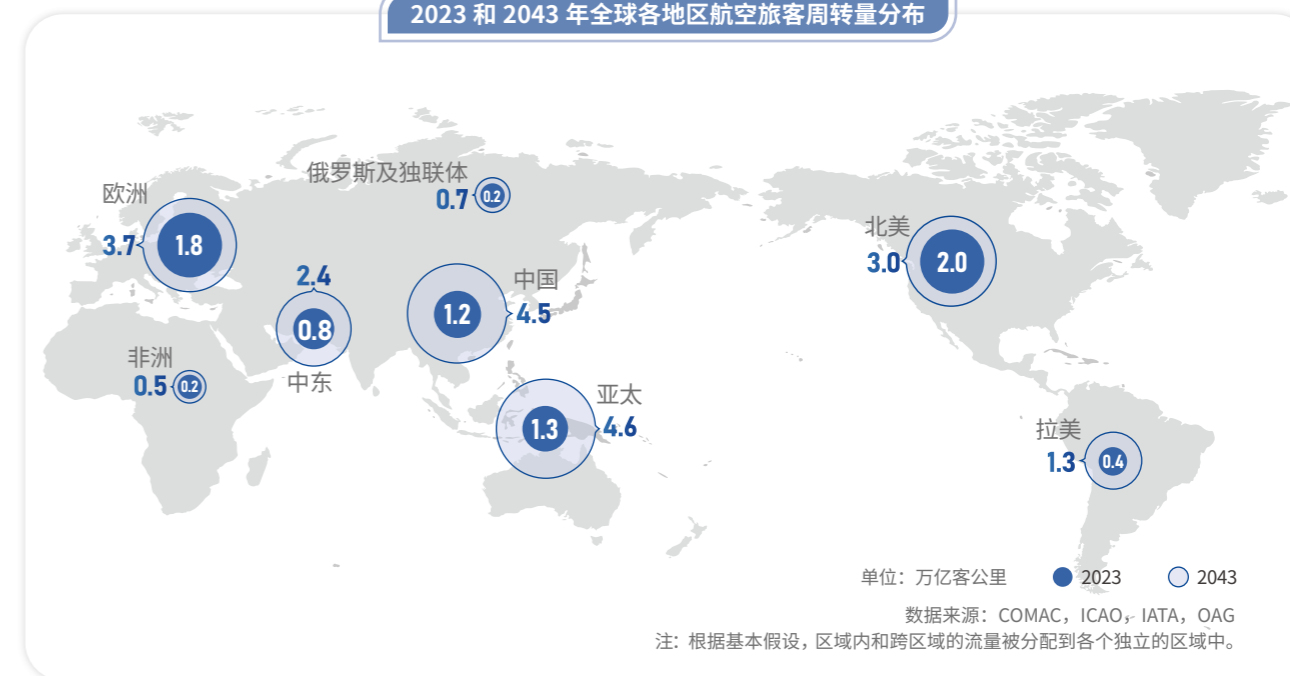 2023 和 2043 年全球各地区航空旅客周转量分布
俄罗斯及独联体
0.7
0.2
欧洲
3.7
1.8
北美
3.0
2.0
2.4
0.8
中东
中国
1.2
4.5
非洲
0.5
0.2
亚太
1.3
4.6
拉美
1.3
0.4
单位：万亿客公里
2023
2043
数据来源：COMAC，ICAO，IATA，OAG
注：根据基本假设，区域内和跨区域的流量被分配到各个独立的区域中。